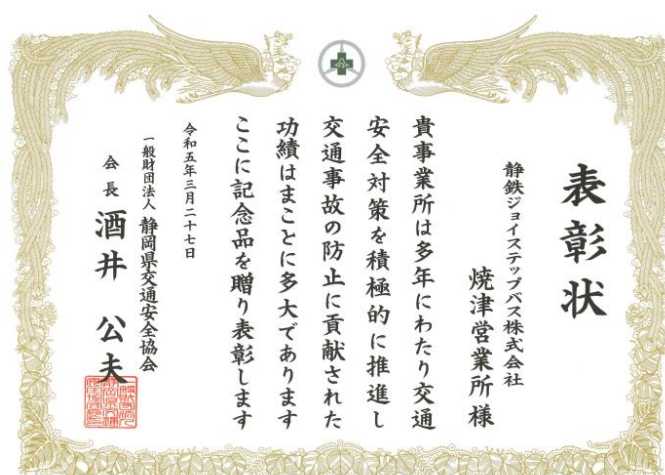 表彰状
静鉄ジョイステップバス株式会社
焼津営業所様
貴事業所は多年にわたり交通
安全対策を積極的に推進し
交通事故の防止に貢献された
功績はまことに多大であります
ここに記念品を贈り表彰します
令和五年三月二十七日
一般財団法人 静岡県交通安全協会
会長 酒井 公夫